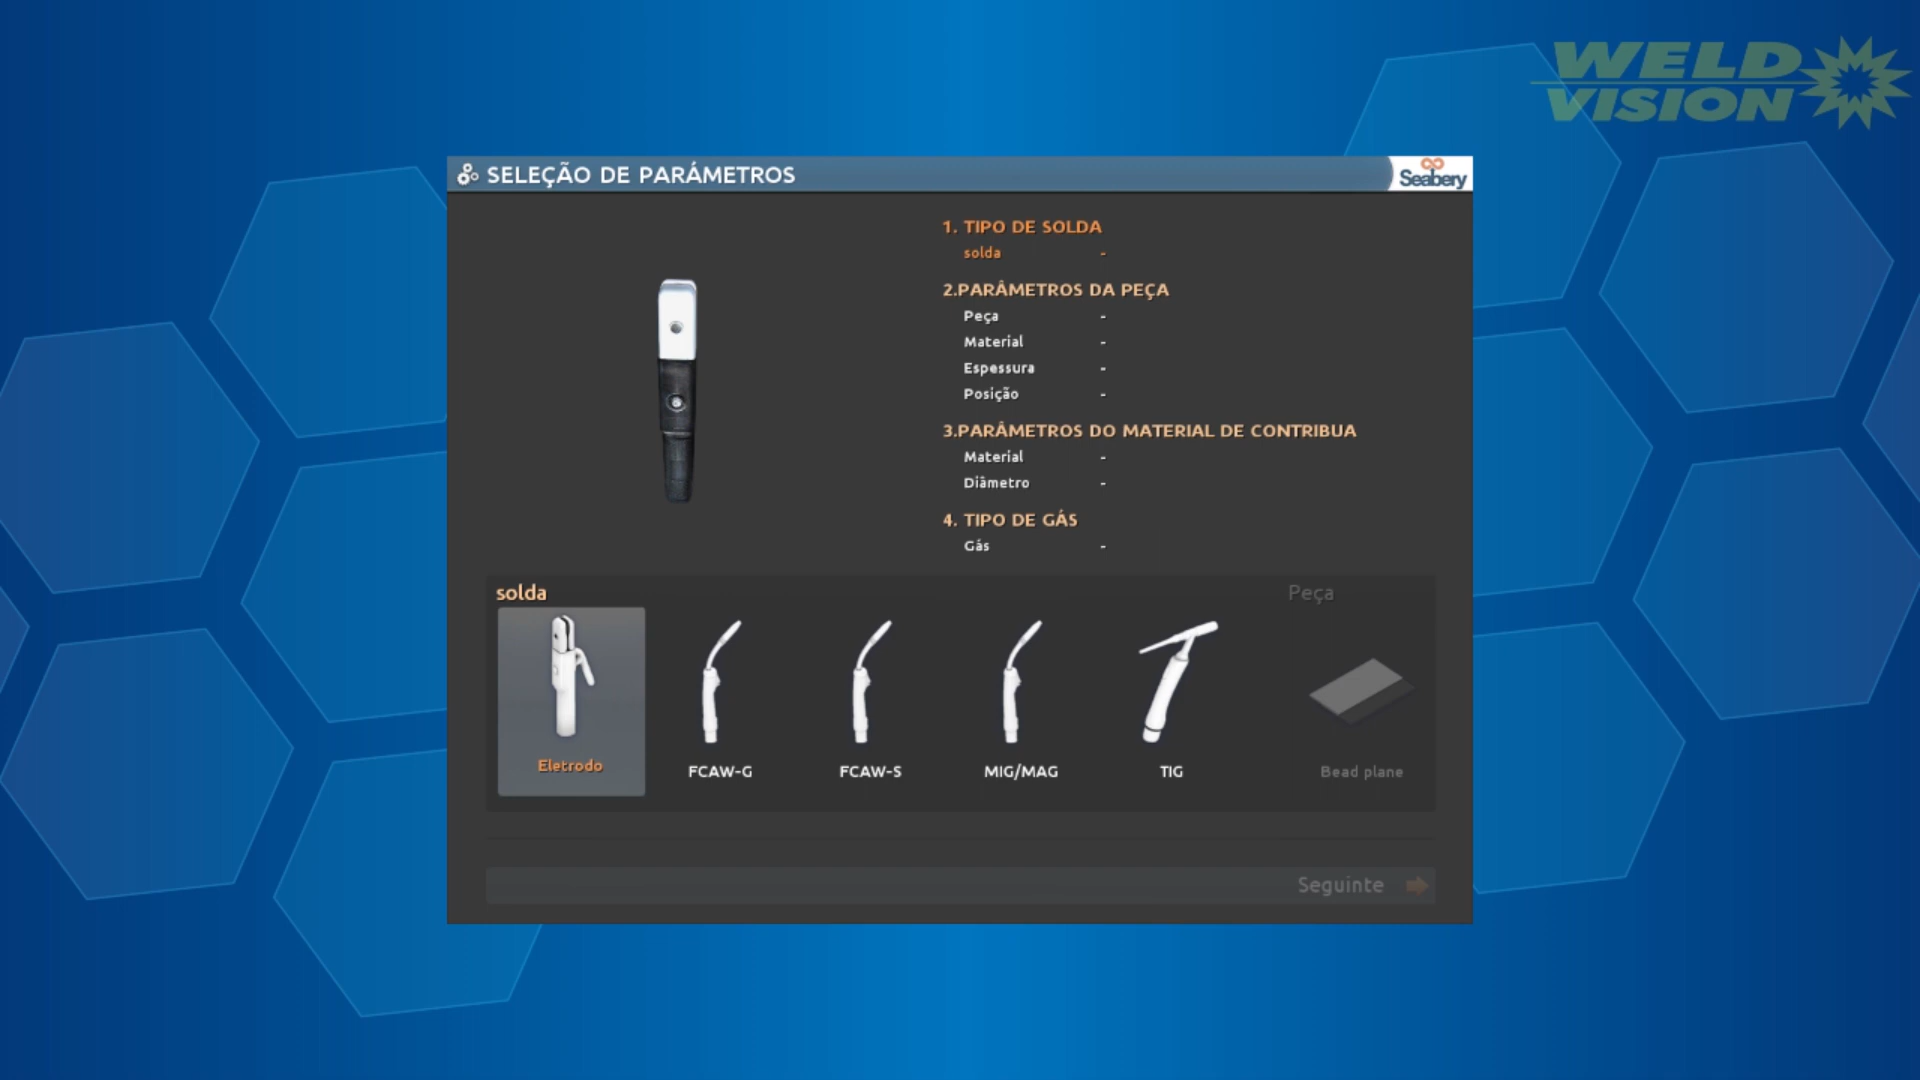 WELD
VISION
SELEÇÃO DE PARÁMETROS
Seabery
1. TIPO DE SOLDA
solda -
2.PARÂMETROS DA PEÇA
Peça -
Material -
Espessura -
Posição -
3.PARÂMETROS DO MATERIAL DE CONTRIBUA
Material -
Diâmetro -
4. TIPO DE GÁS
Gás -
solda Peça
Eletrodo FCAW-G FCAW-S MIG/MAG TIG Bead plane
Seguinte